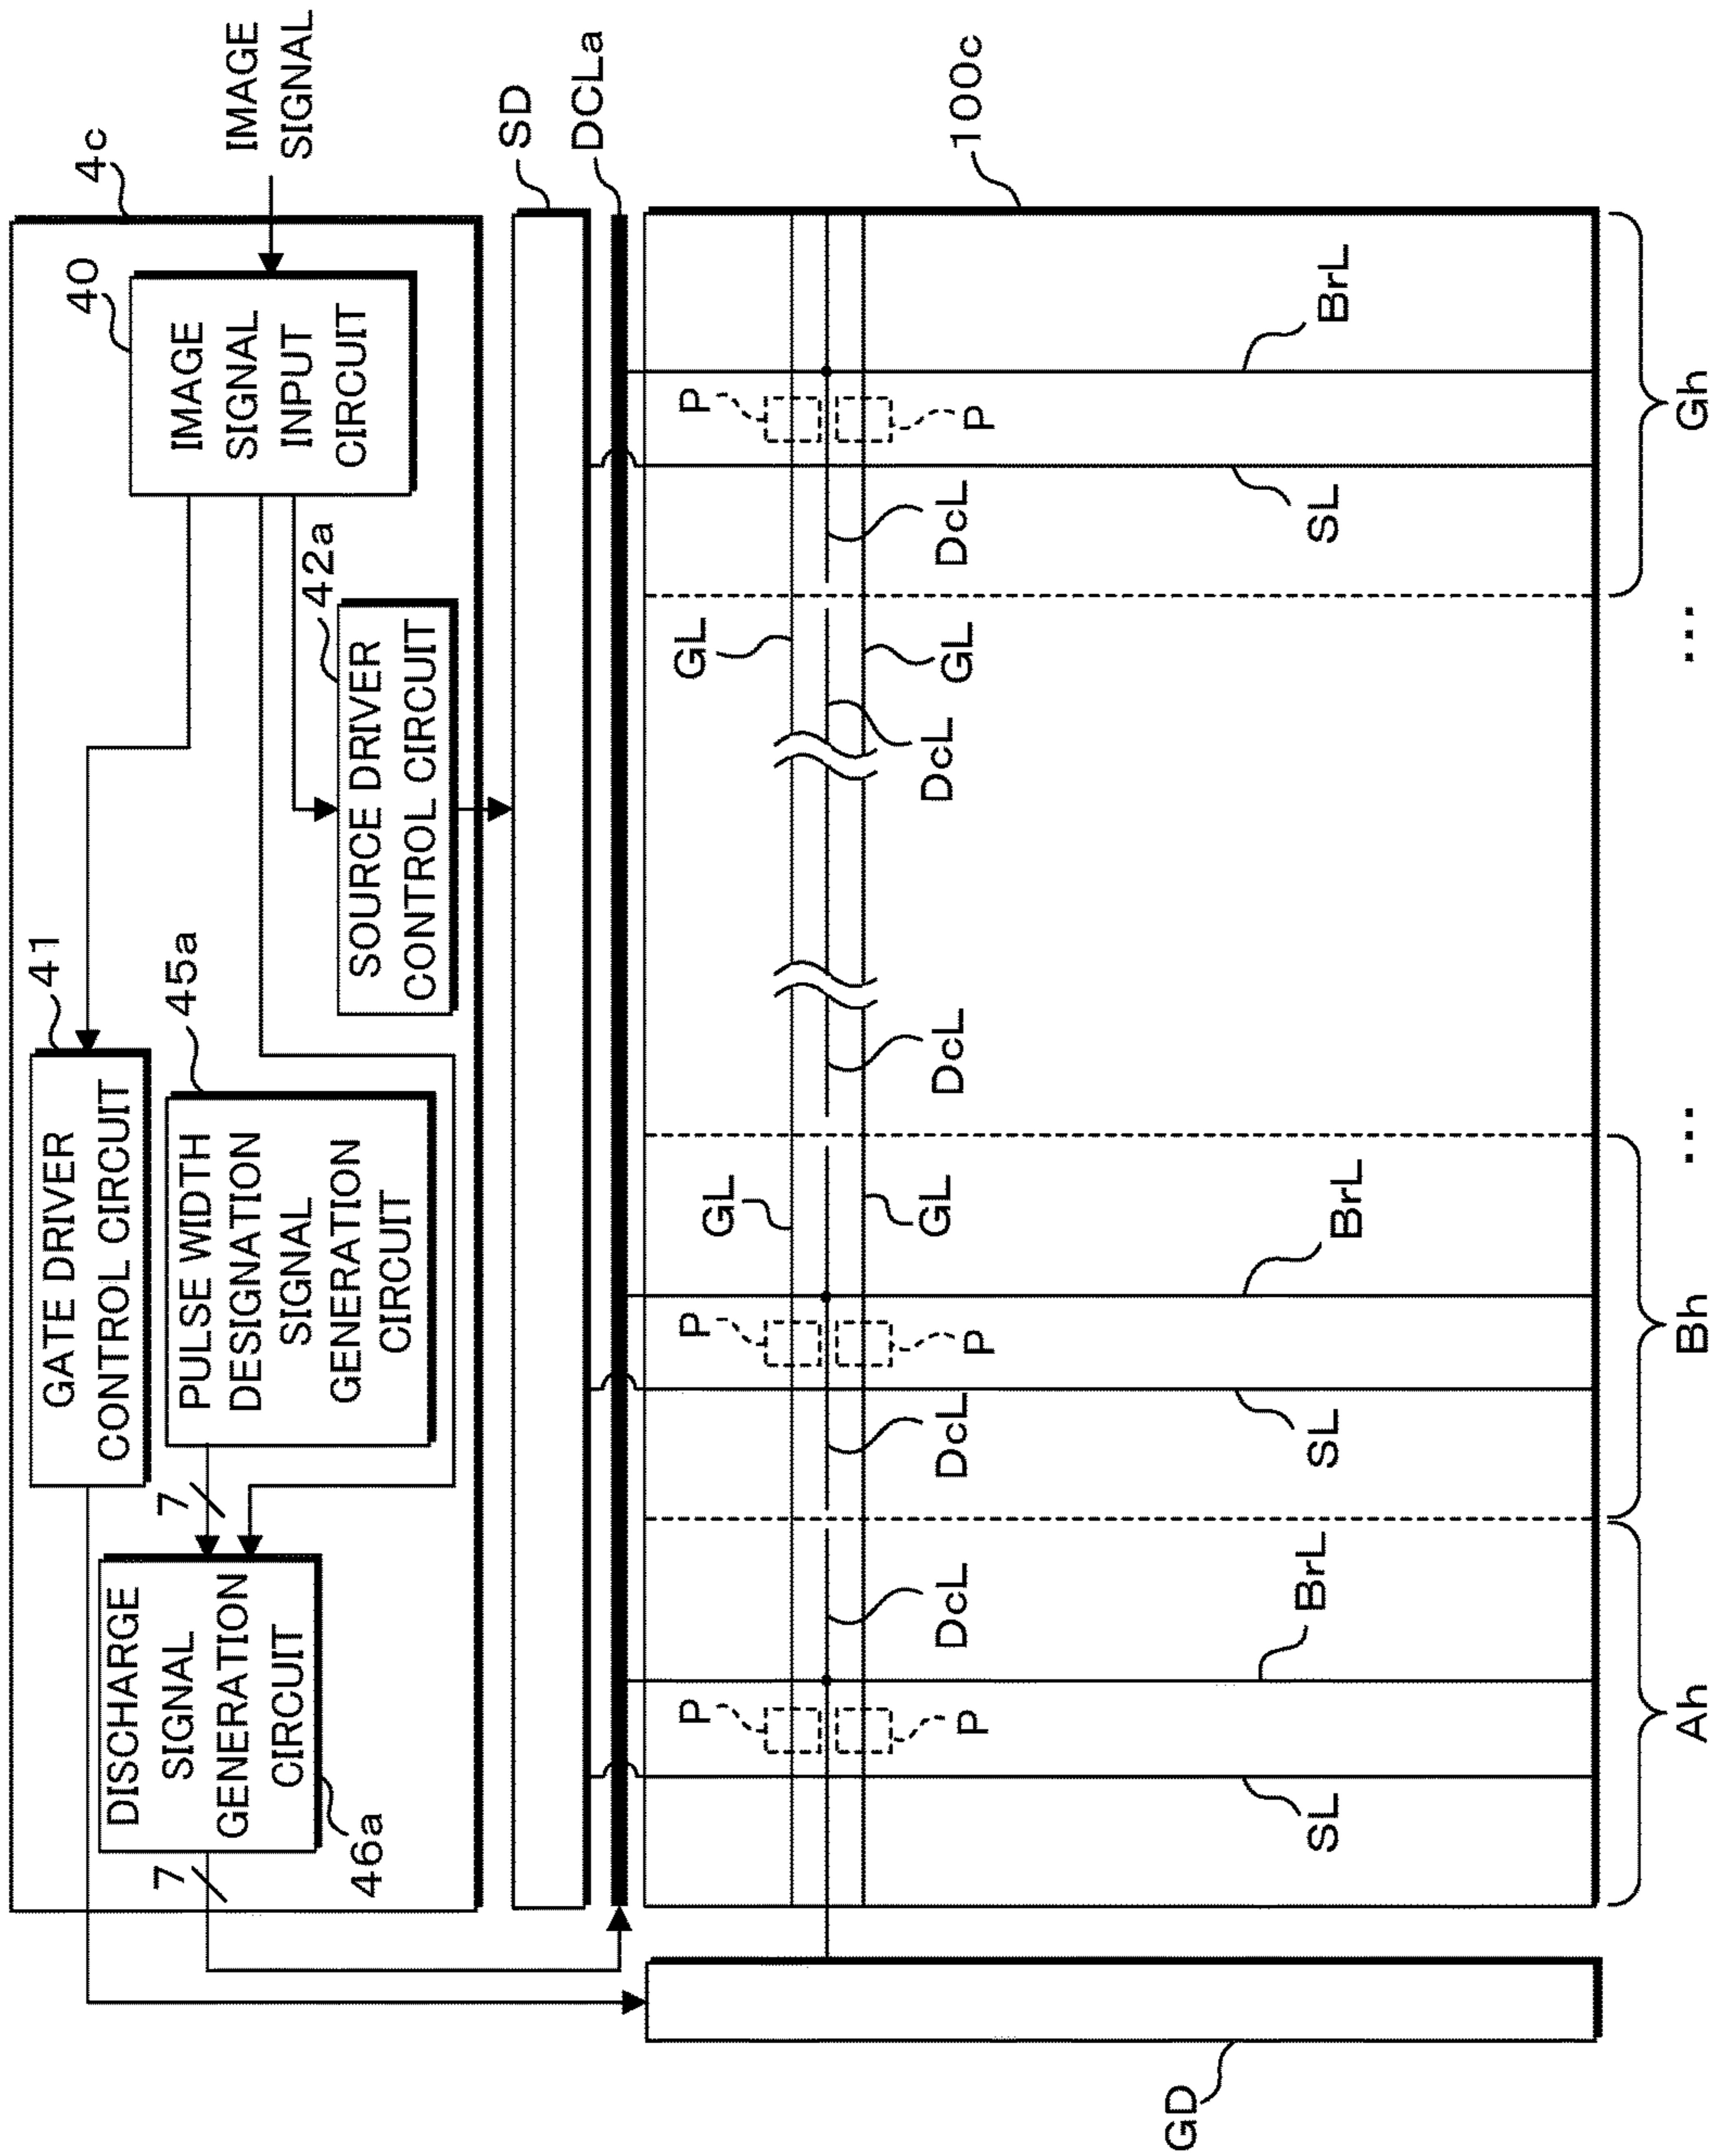 4c
IMAGE
SIGNAL
40
IMAGE
SIGNAL
INPUT
CIRCUIT
41
GATE DRIVER
CONTROL CIRCUIT
45a
PULSE WIDTH
DESIGNATION
SIGNAL
GENERATION
CIRCUIT
42a
SOURCE DRIVER
CONTROL CIRCUIT
7
DISCHARGE
SIGNAL
GENERATION
CIRCUIT
46a
7
SD
DCLa
100c
P
P
P
GL
GL
P
P
P
GL
GL
DcL
DcL
DcL
DcL
DcL
SL
BrL
SL
BrL
SL
BrL
GD
Ah
Bh
...
...
Gh